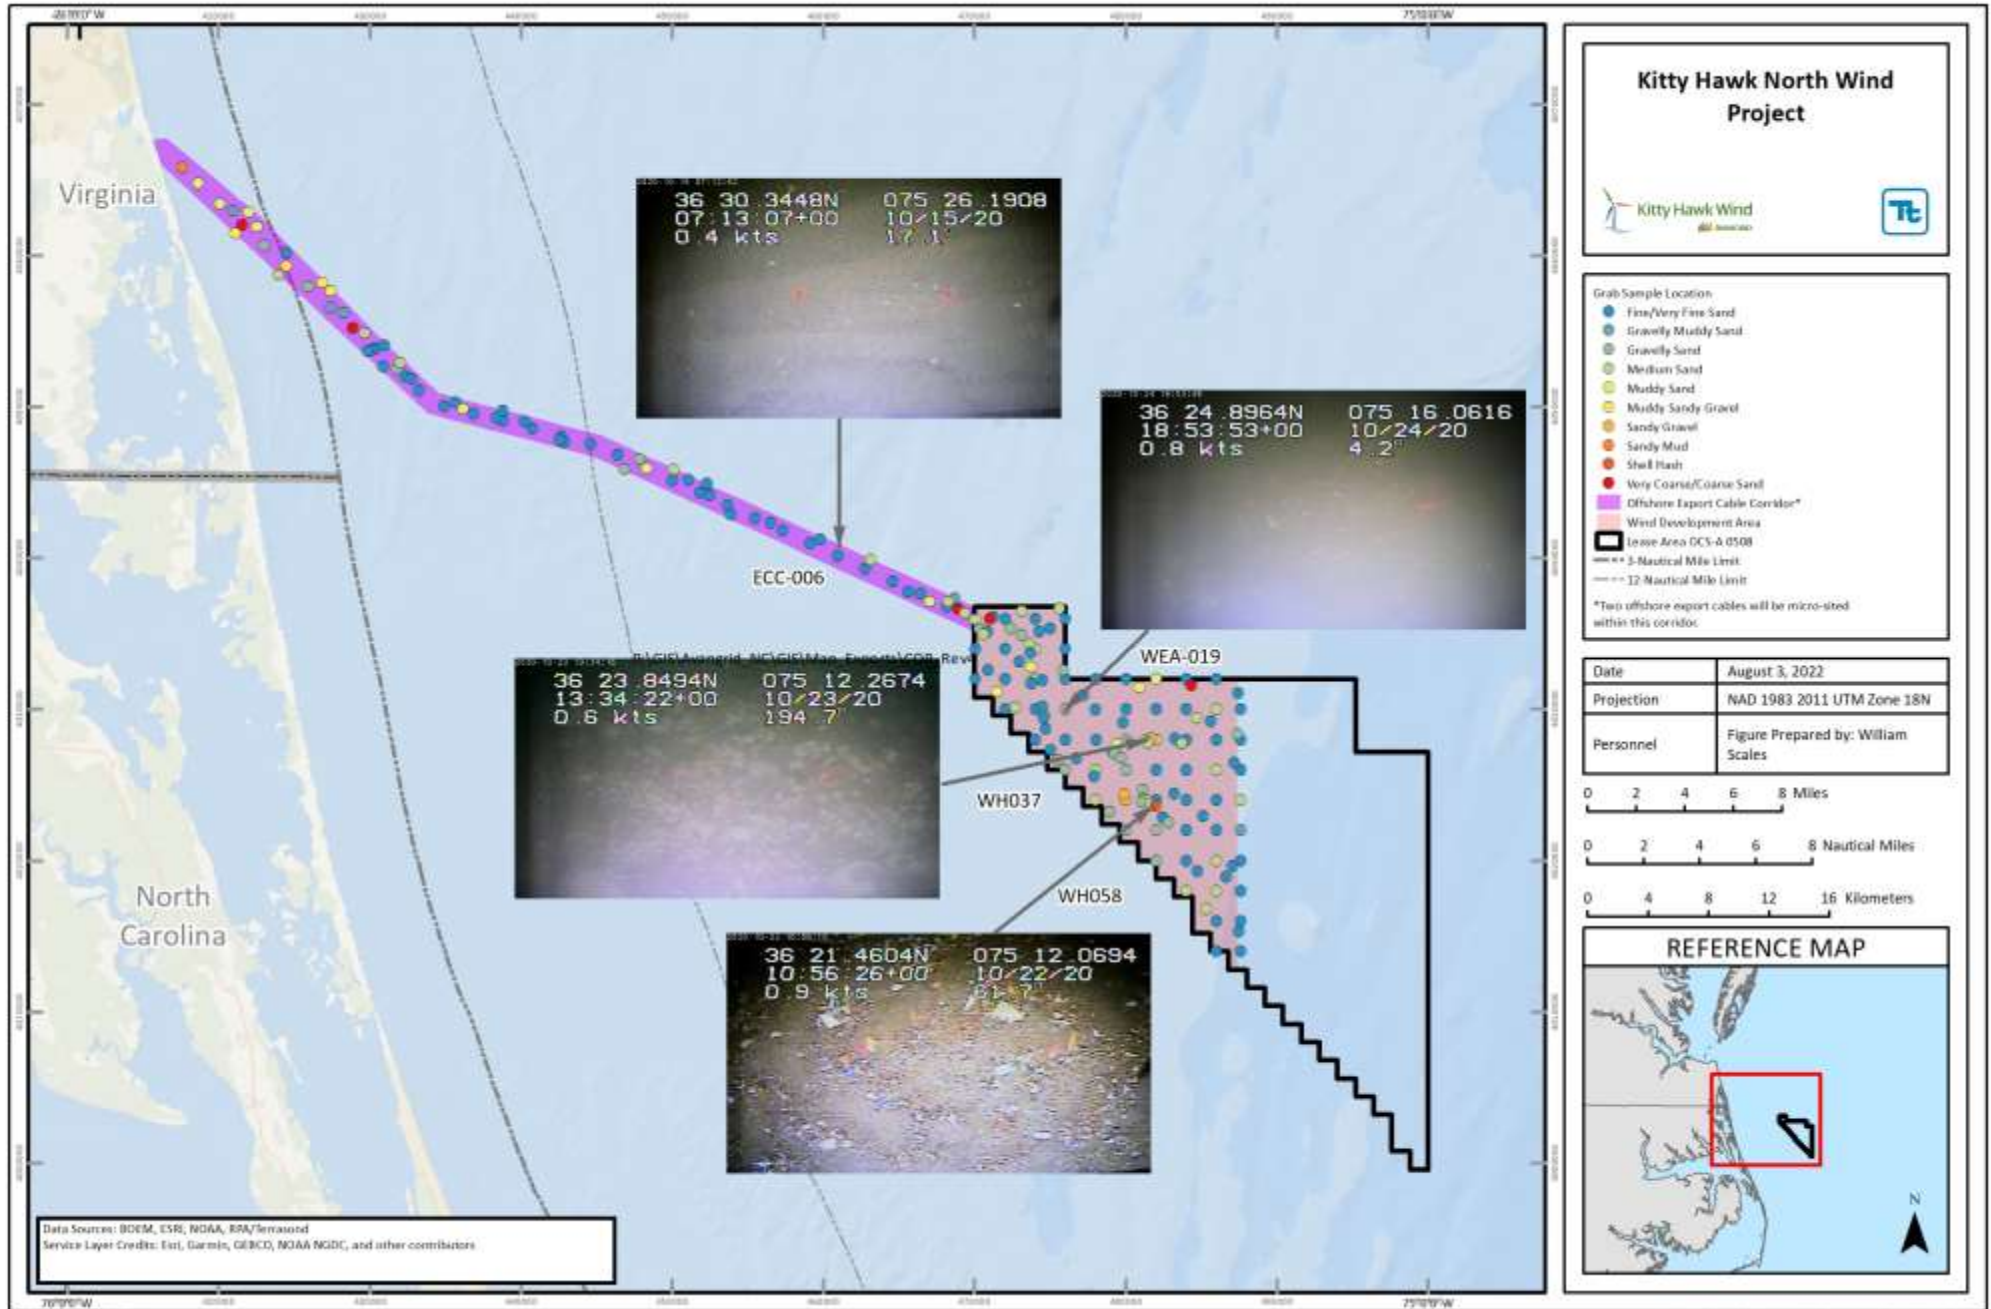 75°0'0"W
Virginia
North
Carolina
36 30.3448N 075 26.1908
07:13:07+00 10/15/20
0.4 kts 17.1°
36 24.8964N 075 16.0616
18:53:53+00 10/24/20
0.8 kts 4.2°
ECC-006
WEA-019
36 23.8494N 075 12.2674
13:34:22+00 10/23/20
0.6 kts 194.7°
WH037
WH058
36 21.4604N 075 12.0694
10:56:26+00 10/22/20
0.9 kts
Data Sources: BOEM, ESRI, NOAA, RPA/Terrasond
Service Layer Credits: Esri, Garmin, GEBCO, NOAA NGDC, and other contributors
76°0'0"W
75°0'0"W
Kitty Hawk North Wind
Project
Kitty Hawk Wind
Tt
Grab Sample Location
Fine/Very Fine Sand
Gravelly Muddy Sand
Gravelly Sand
Medium Sand
Muddy Sand
Muddy Sandy Gravel
Sandy Gravel
Sandy Mud
Shell Hash
Very Coarse/Coarse Sand
Offshore Export Cable Corridor*
Wind Development Area
Lease Area OCS-A 0508
3-Nautical Mile Limit
12-Nautical Mile Limit
*Two offshore export cables will be micro-sited
within this corridor.
Date August 3, 2022
Projection NAD 1983 2011 UTM Zone 18N
Personnel Figure Prepared by: William
Scales
0 2 4 6 8 Miles
0 2 4 6 8 Nautical Miles
0 4 8 12 16 Kilometers
REFERENCE MAP
N